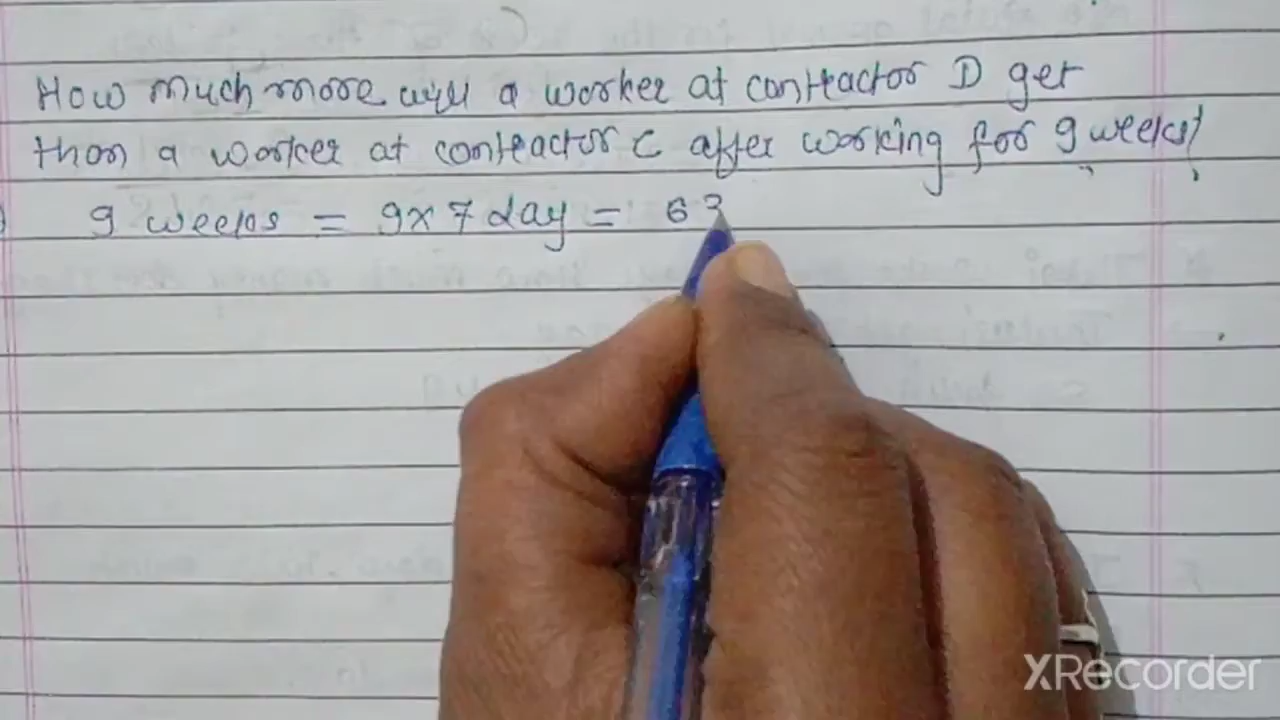 How much more will a worker at contractor D get
than a worker at contractor C after working for 9 weeks?
9 weeks = 9x7 day = 63
XRecorder